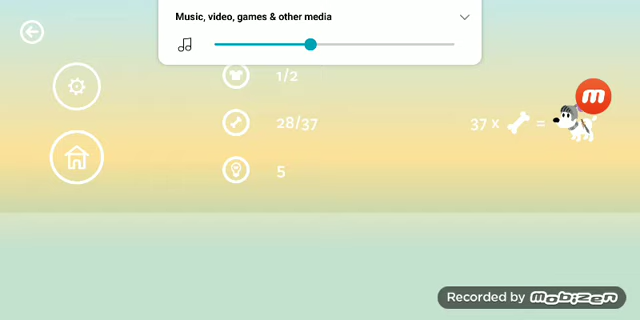 Music, video, games & other media
1/2
28/37
37 x =
5
m
Recorded by mobizen